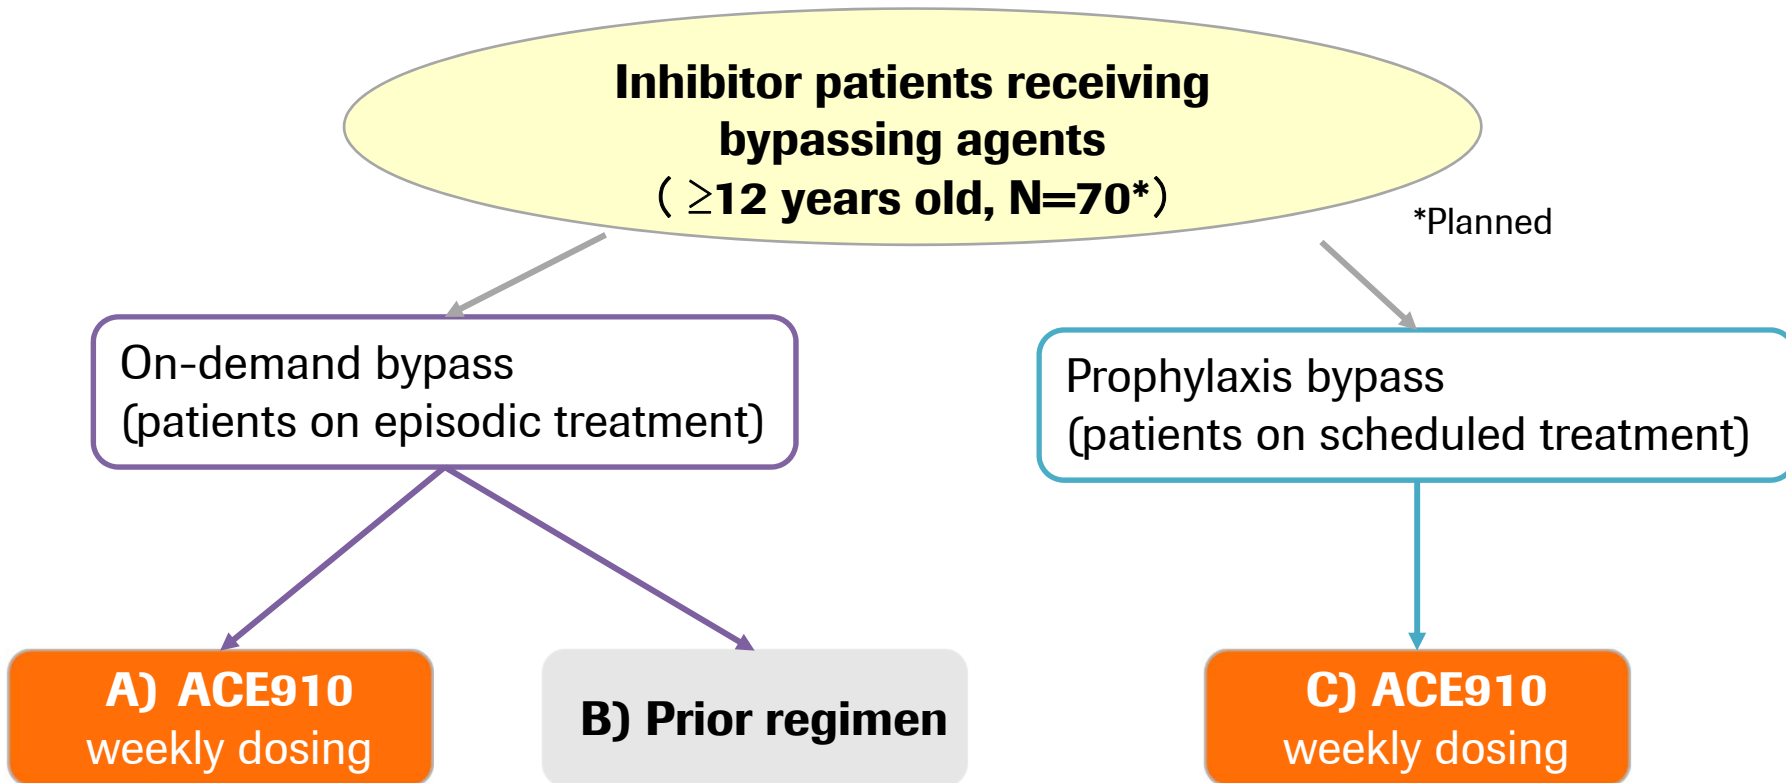 Inhibitor patients receiving
bypassing agents
( ≥12 years old, N=70*)
*Planned
On-demand bypass
(patients on episodic treatment)
Prophylaxis bypass
(patients on scheduled treatment)
A) ACE910
weekly dosing
B) Prior regimen
C) ACE910
weekly dosing